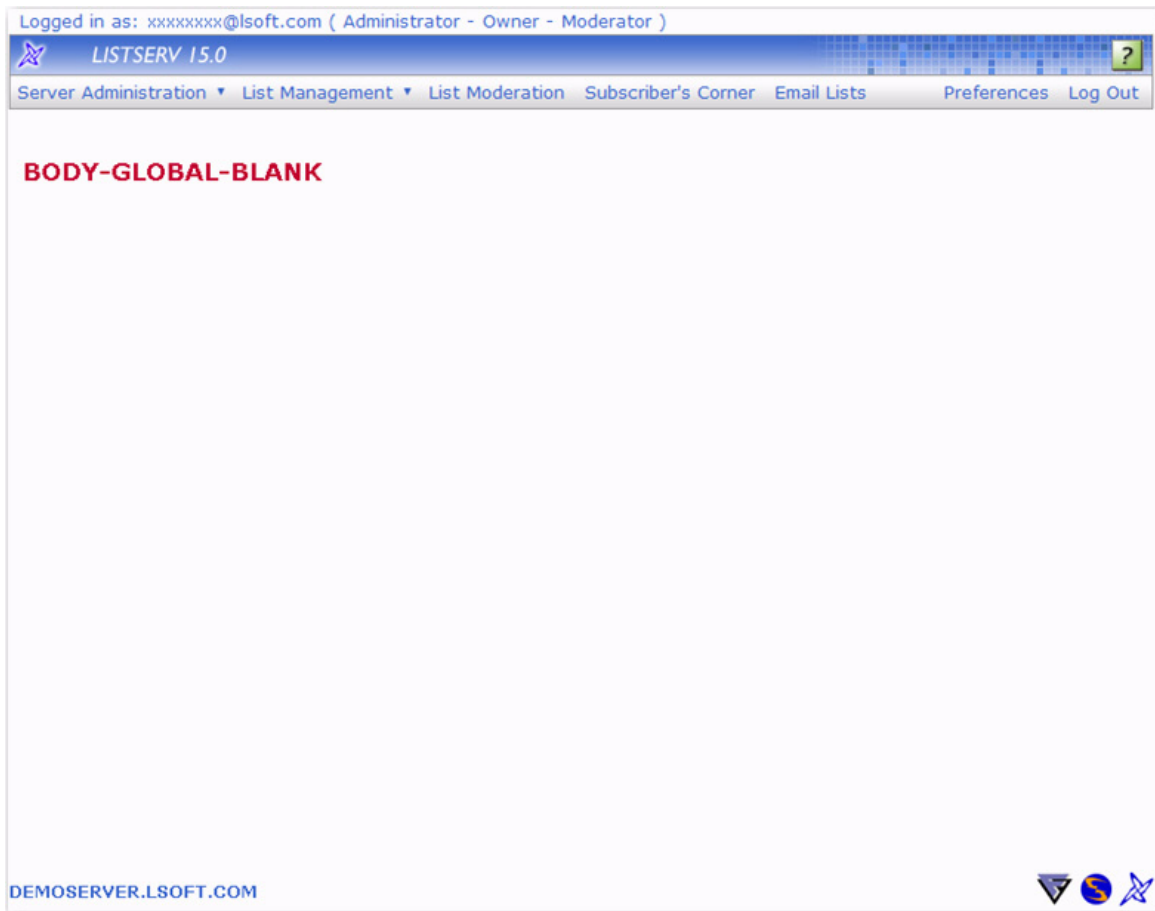 Logged in as: xxxxxxxx@lsoft.com ( Administrator - Owner - Moderator )
LISTSERV 15.0 ?
Server Administration ▼ List Management ▼ List Moderation Subscriber's Corner Email Lists Preferences Log Out
BODY-GLOBAL-BLANK
DEMOSERVER.LSOFT.COM